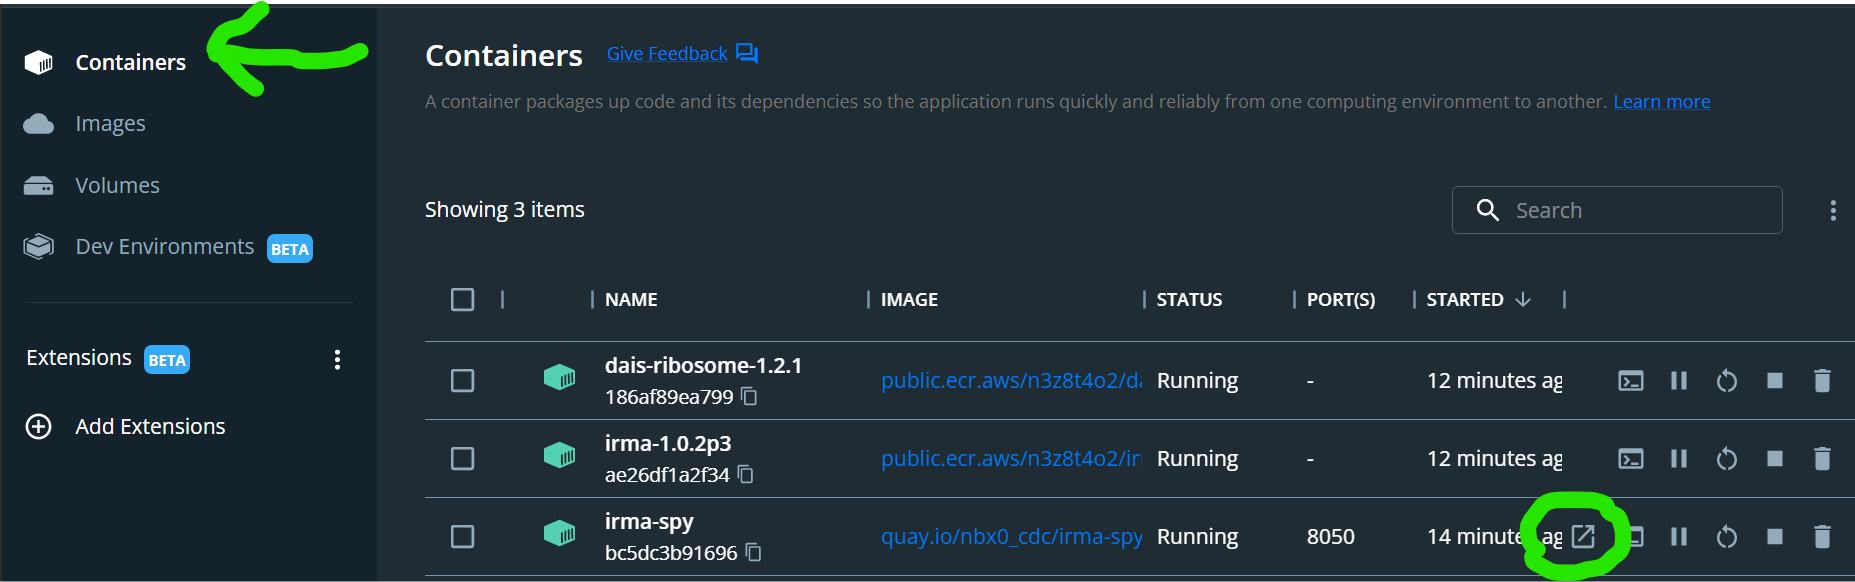 Containers
Images
Volumes
Dev Environments BETA
Extensions BETA
Add Extensions
Containers Give Feedback
A container packages up code and its dependencies so the application runs quickly and reliably from one computing environment to another. Learn more
Showing 3 items
Search
NAME IMAGE STATUS PORT(S) STARTED
dais-ribosome-1.2.1
186af89ea799
public.ecr.aws/n3z8t4o2/da Running - 12 minutes ag
irma-1.0.2p3
ae26df1a2f34
public.ecr.aws/n3z8t4o2/ir Running - 12 minutes ag
irma-spy
bc5dc3b91696
quay.io/nbx0_cdc/irma-spy Running 8050 14 minute ag